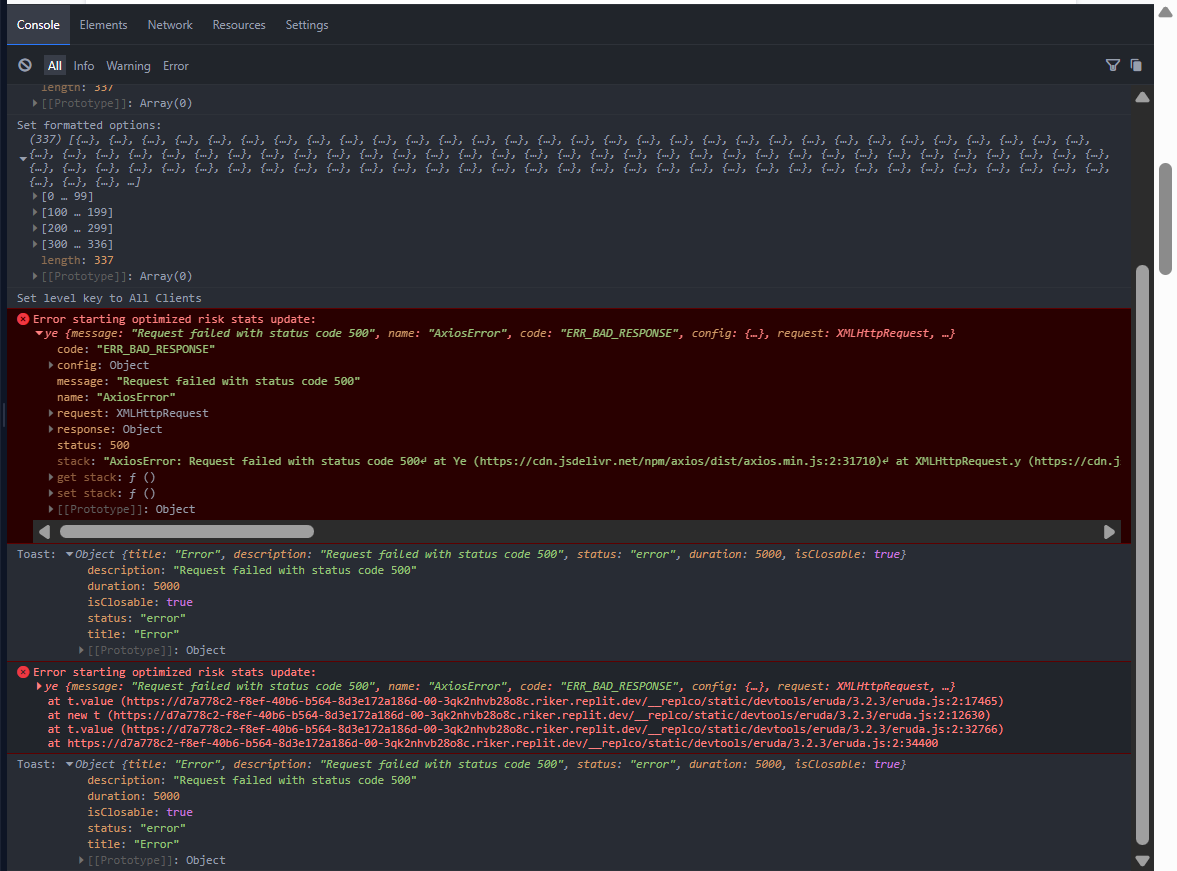 Console Elements Network Resources Settings
All Info Warning Error
length: 337
[[Prototype]]: Array(0)
Set formatted options:
(337) [{…}, {…}, {…}, {…}, {…}, {…}, {…}, {…}, {…}, {…}, {…}, {…}, {…}, {…}, {…}, {…}, {…}, {…}, {…}, {…}, {…}, {…}, {…}, {…}, {…}, {…}, {…}, {…}, {…}, {…}, {…},
{…}, {…}, {…}, {…}, {…}, {…}, {…}, {…}, {…}, {…}, {…}, {…}, {…}, {…}, {…}, {…}, {…}, {…}, {…}, {…}, {…}, {…}, {…}, {…}, {…}, {…}, {…}, {…}, {…}, {…}, {…}, {…}, {…},
{…}, {…}, {…}, {…}, {…}, {…}, {…}, {…}, {…}, {…}, {…}, {…}, {…}, {…}, {…}, {…}, {…}, {…}, {…}, {…}, {…}, {…}, {…}, {…}, {…}, {…}, {…}, {…}, {…}, {…}, {…}, {…}, {…},
{…}, {…}, {…}, …]
[0 … 99]
[100 … 199]
[200 … 299]
[300 … 336]
length: 337
[[Prototype]]: Array(0)
Set level key to All Clients
Error starting optimized risk stats update:
ye {message: "Request failed with status code 500", name: "AxiosError", code: "ERR_BAD_RESPONSE", config: {…}, request: XMLHttpRequest, …}
code: "ERR_BAD_RESPONSE"
config: Object
message: "Request failed with status code 500"
name: "AxiosError"
request: XMLHttpRequest
response: Object
status: 500
stack: "AxiosError: Request failed with status code 500↵ at Ye (https://cdn.jsdelivr.net/npm/axios/dist/axios.min.js:2:31710)↵ at XMLHttpRequest.y (https://cdn.j
get stack: ƒ ()
set stack: ƒ ()
[[Prototype]]: Object
Toast: Object {title: "Error", description: "Request failed with status code 500", status: "error", duration: 5000, isClosable: true}
description: "Request failed with status code 500"
duration: 5000
isClosable: true
status: "error"
title: "Error"
[[Prototype]]: Object
Error starting optimized risk stats update:
ye {message: "Request failed with status code 500", name: "AxiosError", code: "ERR_BAD_RESPONSE", config: {…}, request: XMLHttpRequest, …}
at t.value (https://d7a778c2-f8ef-40b6-b564-8d3e172a186d-00-3qk2nhvb28o8c.riker.replit.dev/__replco/static/devtools/eruda/3.2.3/eruda.js:2:17465)
at new t (https://d7a778c2-f8ef-40b6-b564-8d3e172a186d-00-3qk2nhvb28o8c.riker.replit.dev/__replco/static/devtools/eruda/3.2.3/eruda.js:2:12630)
at t.value (https://d7a778c2-f8ef-40b6-b564-8d3e172a186d-00-3qk2nhvb28o8c.riker.replit.dev/__replco/static/devtools/eruda/3.2.3/eruda.js:2:32766)
at https://d7a778c2-f8ef-40b6-b564-8d3e172a186d-00-3qk2nhvb28o8c.riker.replit.dev/__replco/static/devtools/eruda/3.2.3/eruda.js:2:34400
Toast: Object {title: "Error", description: "Request failed with status code 500", status: "error", duration: 5000, isClosable: true}
description: "Request failed with status code 500"
duration: 5000
isClosable: true
status: "error"
title: "Error"
[[Prototype]]: Object